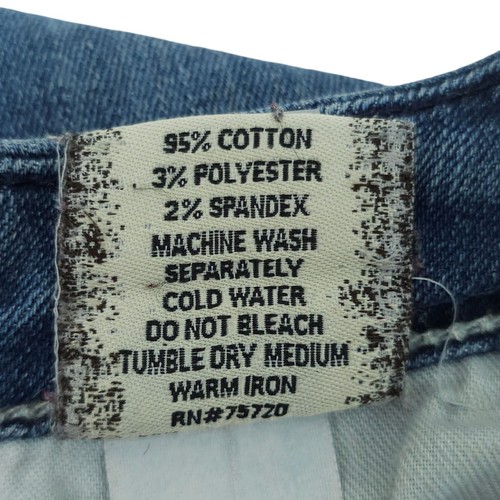 95% COTTON
3% POLYESTER
2% SPANDEX
MACHINE WASH
SEPARATELY
COLD WATER
DO NOT BLEACH
TUMBLE DRY MEDIUM
WARM IRON
RN#75720